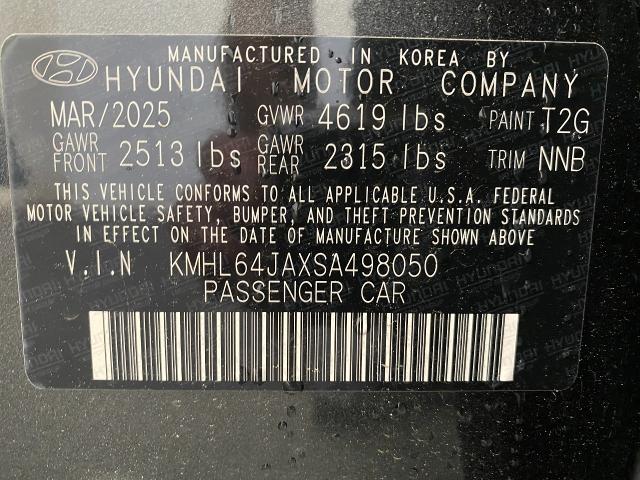 MANUFACTURED IN KOREA BY
HYUNDAI MOTOR COMPANY
MAR/2025 GVWR 4619 lbs PAINT T2G
GAWR FRONT 2513 lbs GAWR REAR 2315 lbs TRIM NNB
THIS VEHICLE CONFORMS TO ALL APPLICABLE U.S.A. FEDERAL
MOTOR VEHICLE SAFETY, BUMPER, AND THEFT PREVENTION STANDARDS
IN EFFECT ON THE DATE OF MANUFACTURE SHOWN ABOVE
V.I.N KMHL64JAXSA498050
PASSENGER CAR